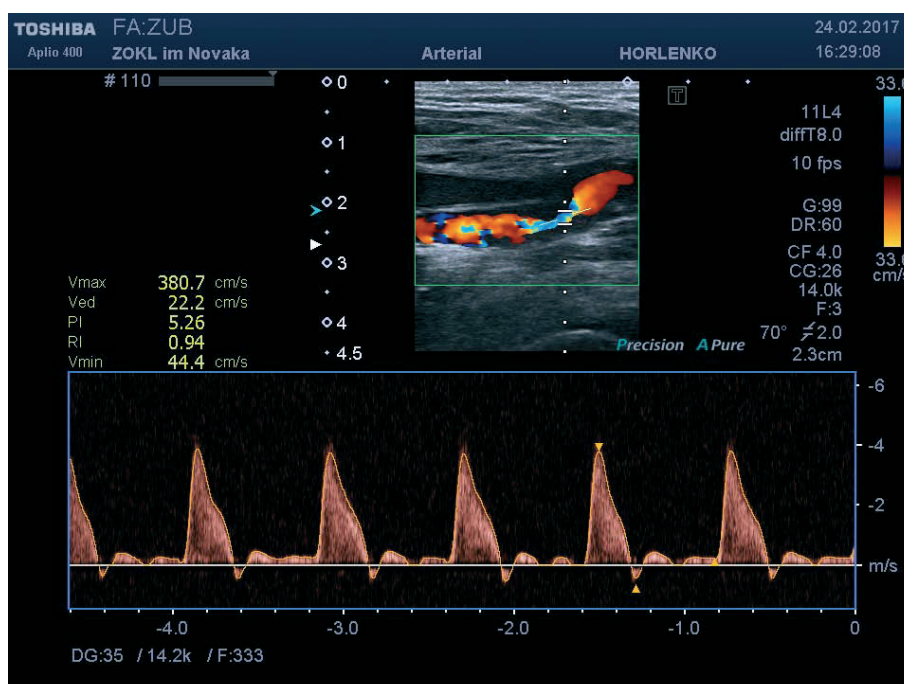 TOSHIBA FA:ZUB 24.02.2017
Aplio 400 ZOKL im Novaka Arterial HORLENKO 16:29:08
# 110
0
1
2
3
4
4.5
T
33.
11L4
diffT8.0
10 fps
G:99
DR:60
CF 4.0
CG:26
14.0k
F:3
33.
cm/s
70° 2.0
2.3cm
Precision APure
Vmax 380.7 cm/s
Ved 22.2 cm/s
PI 5.26
RI 0.94
Vmin 44.4 cm/s
-6
-4
-2
m/s
-4.0 -3.0 -2.0 -1.0 0
DG:35 / 14.2k / F:333